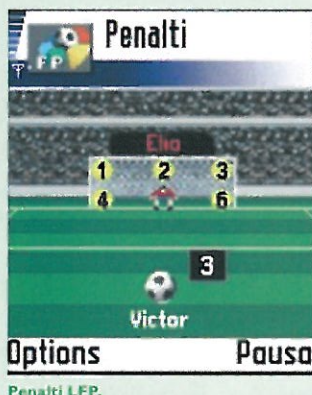 Penalti
FP
Elio
1 2 3
4 6
3
Victor
Options Pausa
Penalti LFP.